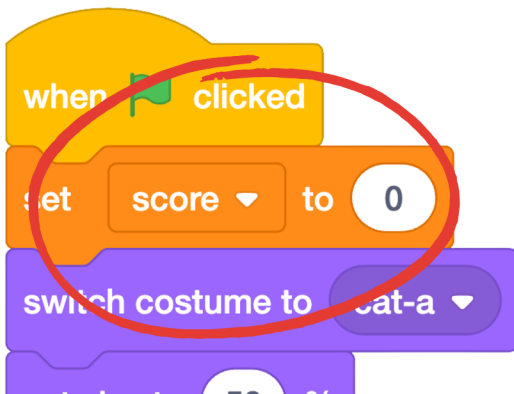 when clicked
set score to 0
switch costume to cat-a
%